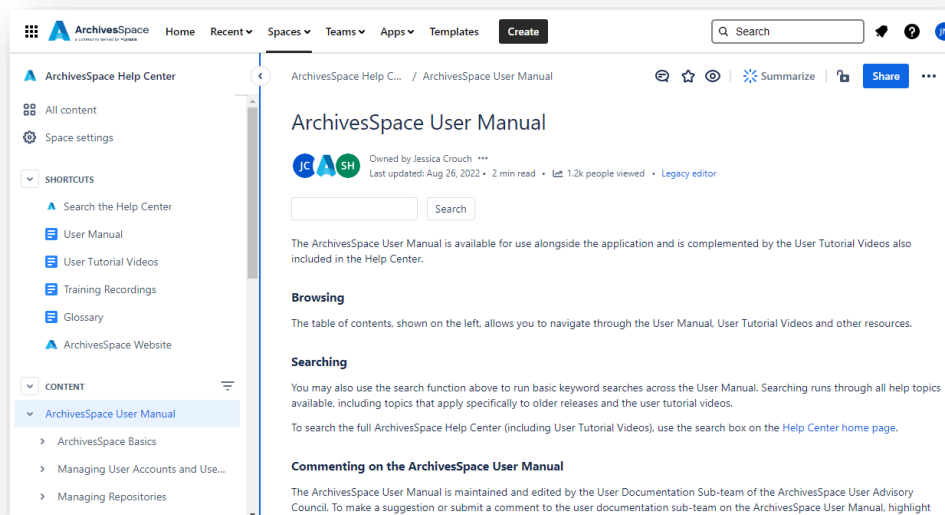 ArchivesSpace
a community served by Lyrasis
Home
Recent
Spaces
Teams
Apps
Templates
Create
Search
ArchivesSpace Help Center
All content
Space settings
SHORTCUTS
Search the Help Center
User Manual
User Tutorial Videos
Training Recordings
Glossary
ArchivesSpace Website
CONTENT
ArchivesSpace User Manual
ArchivesSpace Basics
Managing User Accounts and Use...
Managing Repositories
ArchivesSpace Help C... / ArchivesSpace User Manual
Summarize
Share
ArchivesSpace User Manual
JC
SH
Owned by Jessica Crouch
Last updated: Aug 26, 2022 • 2 min read • 1.2k people viewed • Legacy editor
Search
The ArchivesSpace User Manual is available for use alongside the application and is complemented by the User Tutorial Videos also
included in the Help Center.
Browsing
The table of contents, shown on the left, allows you to navigate through the User Manual, User Tutorial Videos and other resources.
Searching
You may also use the search function above to run basic keyword searches across the User Manual. Searching runs through all help topics
available, including topics that apply specifically to older releases and the user tutorial videos.
To search the full ArchivesSpace Help Center (including User Tutorial Videos), use the search box on the Help Center home page.
Commenting on the ArchivesSpace User Manual
The ArchivesSpace User Manual is maintained and edited by the User Documentation Sub-team of the ArchivesSpace User Advisory
Council. To make a suggestion or submit a comment to the user documentation sub-team on the ArchivesSpace User Manual, highlight